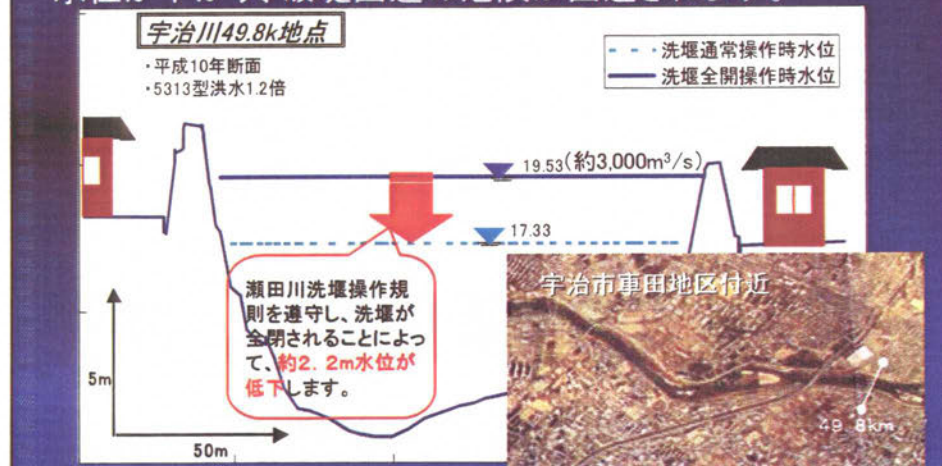 宇治川49.8k地点
・平成10年断面
・5313型洪水1.2倍
洗堰通常操作時水位
洗堰全開操作時水位
19.53(約3,000m³/s)
17.33
瀬田川洗堰操作規
則を遵守し、洗堰が
全閉されることによっ
て、約2.2m水位が
低下します。
5m
50m
宇治市車田地区付近
49.8km